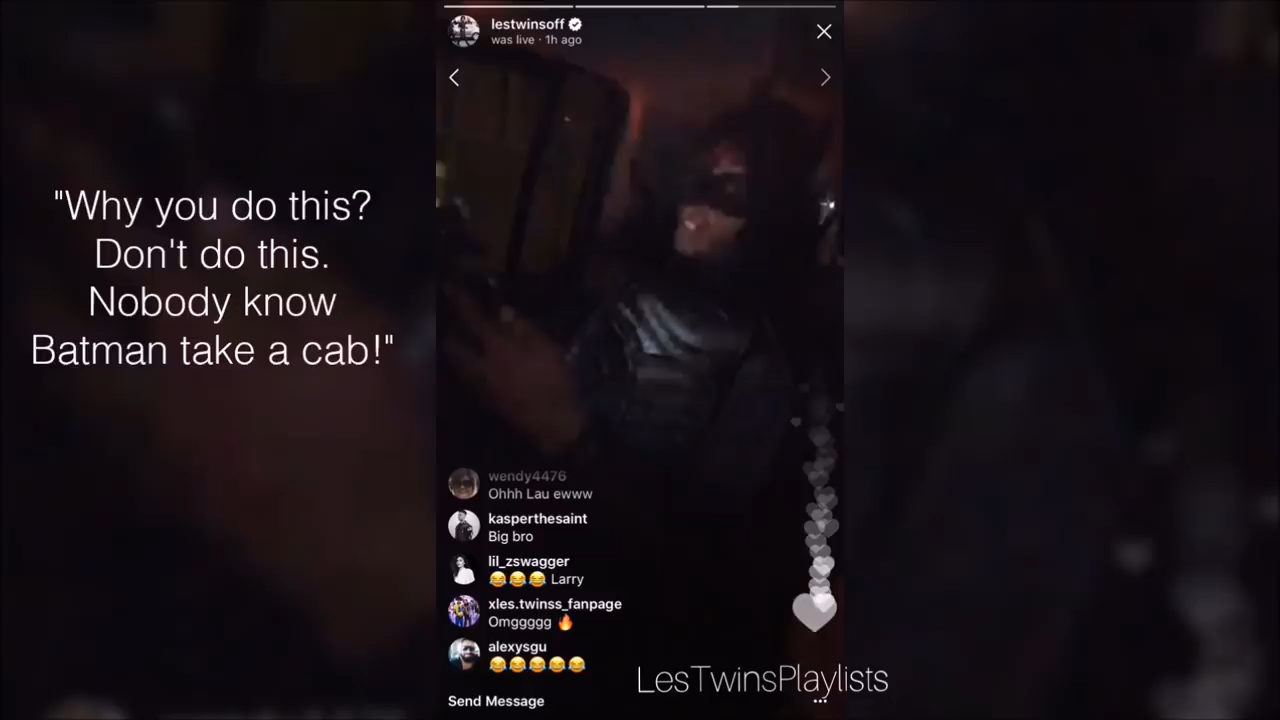 lestwinsoff
was live · 1h ago
"Why you do this?
Don't do this.
Nobody know
Batman take a cab!"
wendy4476
Ohhh Lau ewww
kasperthesaint
Big bro
lil_zswagger
😂😂😂 Larry
xles.twinss_fanpage
Omggggg 🔥
alexysgu
😂😂😂😂😂
Send Message
LesTwinsPlaylists